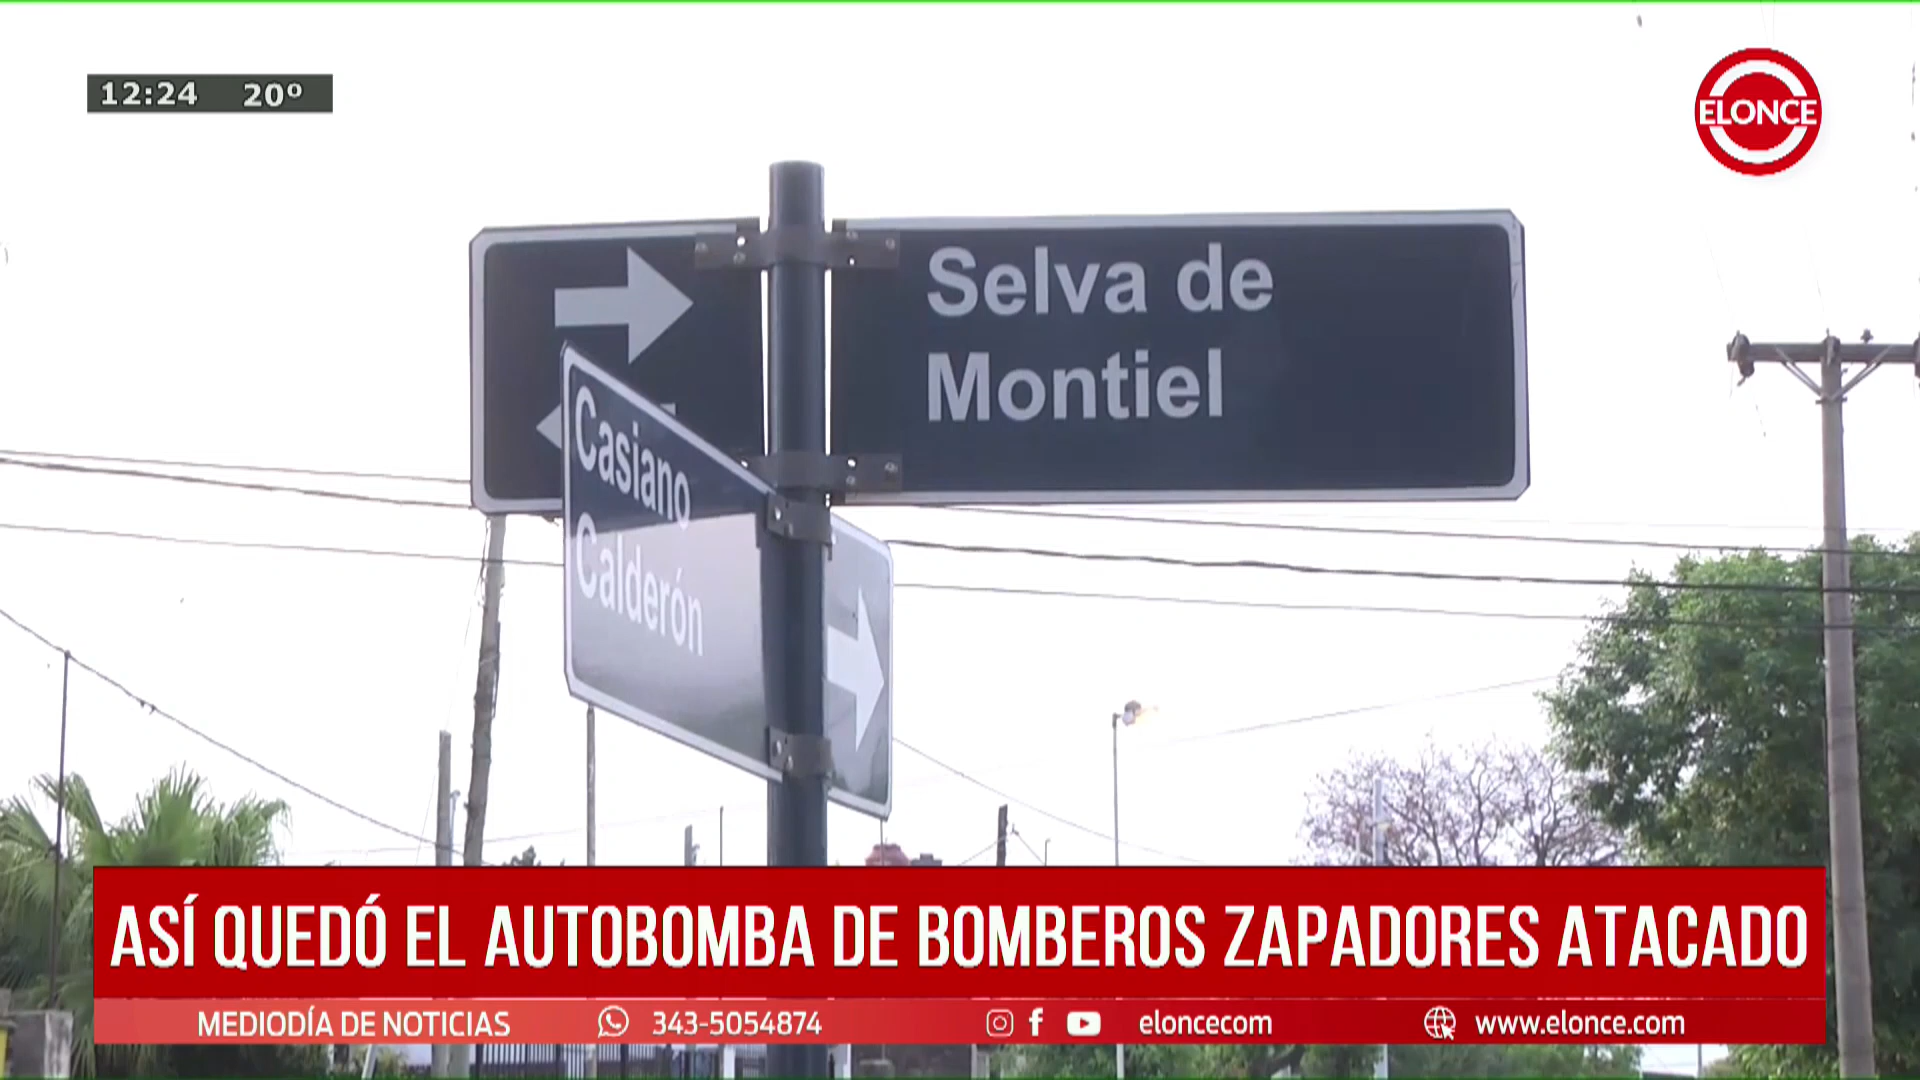 12:24 20º
ELONCE
Selva de
Montiel
Casiano
Calderón
ASÍ QUEDÓ EL AUTOBOMBA DE BOMBEROS ZAPADORES ATACADO
MEDIODÍA DE NOTICIAS 343-5054874 eloncecom www.elonce.com